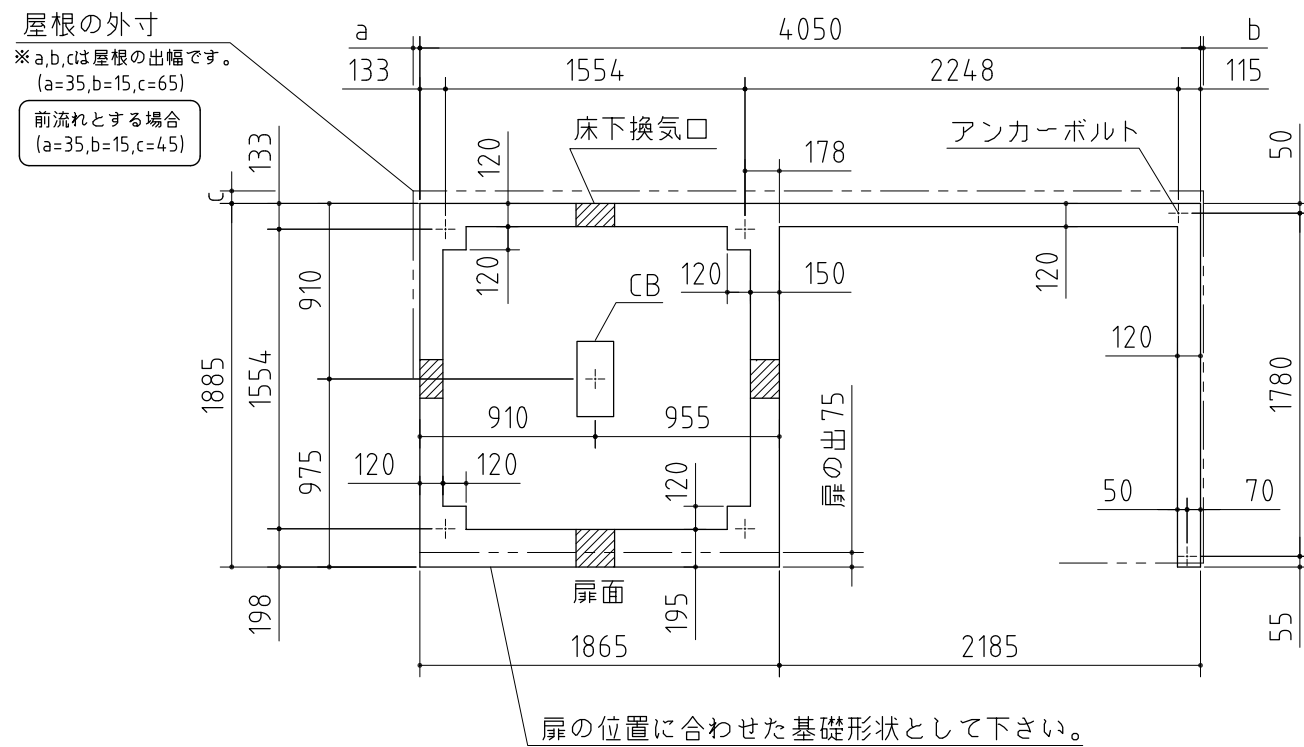 屋根の外寸
※a,b,cは屋根の出幅です。
(a=35,b=15,c=65)
前流れとする場合
(a=35,b=15,c=45)
a
4050
b
133
1554
2248
115
床下換気口
アンカーボルト
133
120
178
50
c
910
120
CB
120
150
120
1885
1554
120
1780
910
955
扉の出 75
975
120
120
120
50
70
198
扉面
195
55
1865
2185
扉の位置に合わせた基礎形状として下さい。